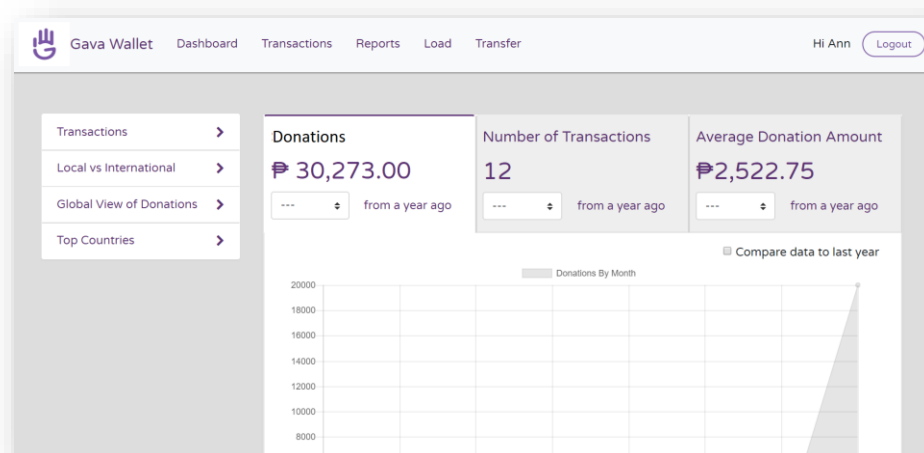 Gava Wallet Dashboard Transactions Reports Load Transfer Hi Ann Logout
Transactions
Local vs International
Global View of Donations
Top Countries
Donations
₱ 30,273.00
--- from a year ago
Number of Transactions
12
--- from a year ago
Average Donation Amount
₱2,522.75
--- from a year ago
Compare data to last year
Donations By Month
20000
18000
16000
14000
12000
10000
8000